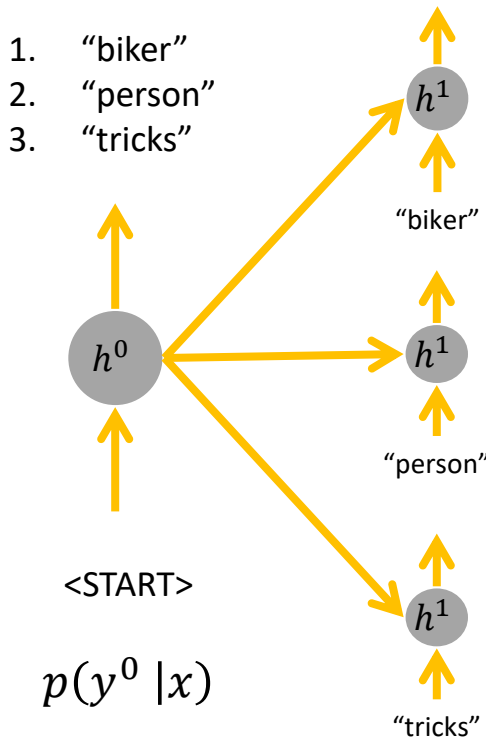 1. “biker”
2. “person”
3. “tricks”
h¹
“biker”
h⁰
h¹
“person”
<START>
h¹
p(y⁰ |x)
“tricks”